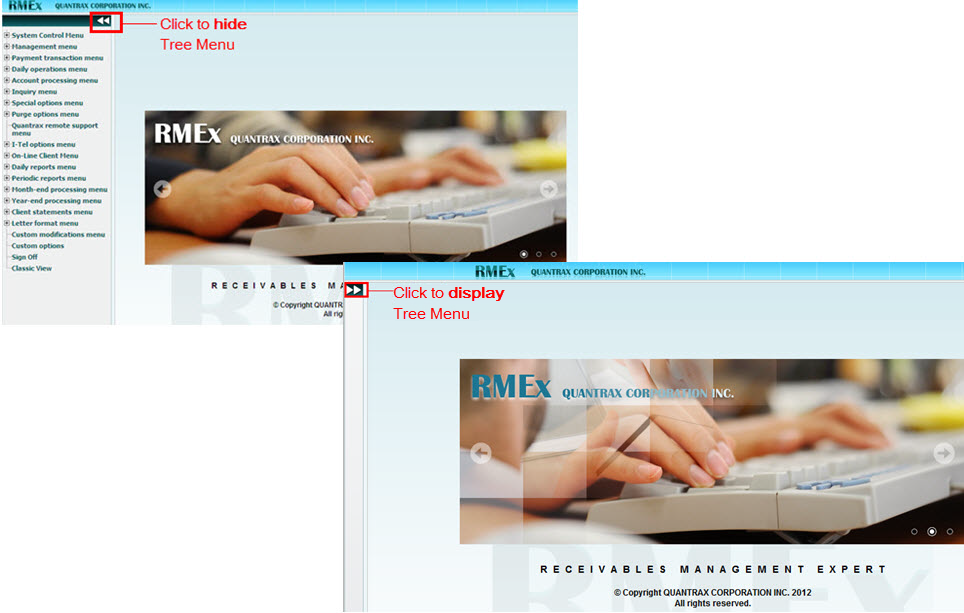 RMEx QUANTRAX CORPORATION INC.
Click to hide
Tree Menu
System Control Menu
Management menu
Payment transaction menu
Daily operations menu
Account processing menu
Inquiry menu
Special options menu
Purge options menu
Quantrax remote support
menu
I-Tel options menu
On-Line Client Menu
Daily reports menu
Periodic reports menu
Month-end processing menu
Year-end processing menu
Client statements menu
Letter format menu
Custom modifications menu
Custom options
Sign Off
Classic View
RMEx QUANTRAX CORPORATION INC.
RECEIVABLES MA
© Copyright QUANTR
All rig
RMEx QUANTRAX CORPORATION INC.
Click to display
Tree Menu
RMEx QUANTRAX CORPORATION INC.
RECEIVABLES MANAGEMENT EXPERT
© Copyright QUANTRAX CORPORATION INC. 2012
All rights reserved.